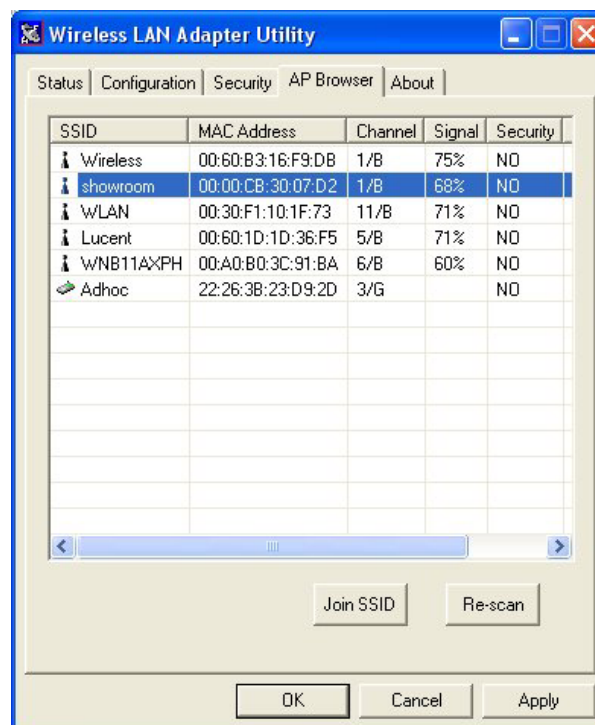 Wireless LAN Adapter Utility
Status Configuration Security AP Browser About
SSID MAC Address Channel Signal Security
Wireless 00:60:B3:16:F9:DB 1/B 75% NO
showroom 00:00:CB:30:07:D2 1/B 68% NO
WLAN 00:30:F1:10:1F:73 11/B 71% NO
Lucent 00:60:1D:1D:36:F5 5/B 71% NO
WNB11AXPH 00:A0:B0:3C:91:BA 6/B 60% NO
Adhoc 22:26:3B:23:D9:2D 3/G NO
Join SSID Re-scan
OK Cancel Apply